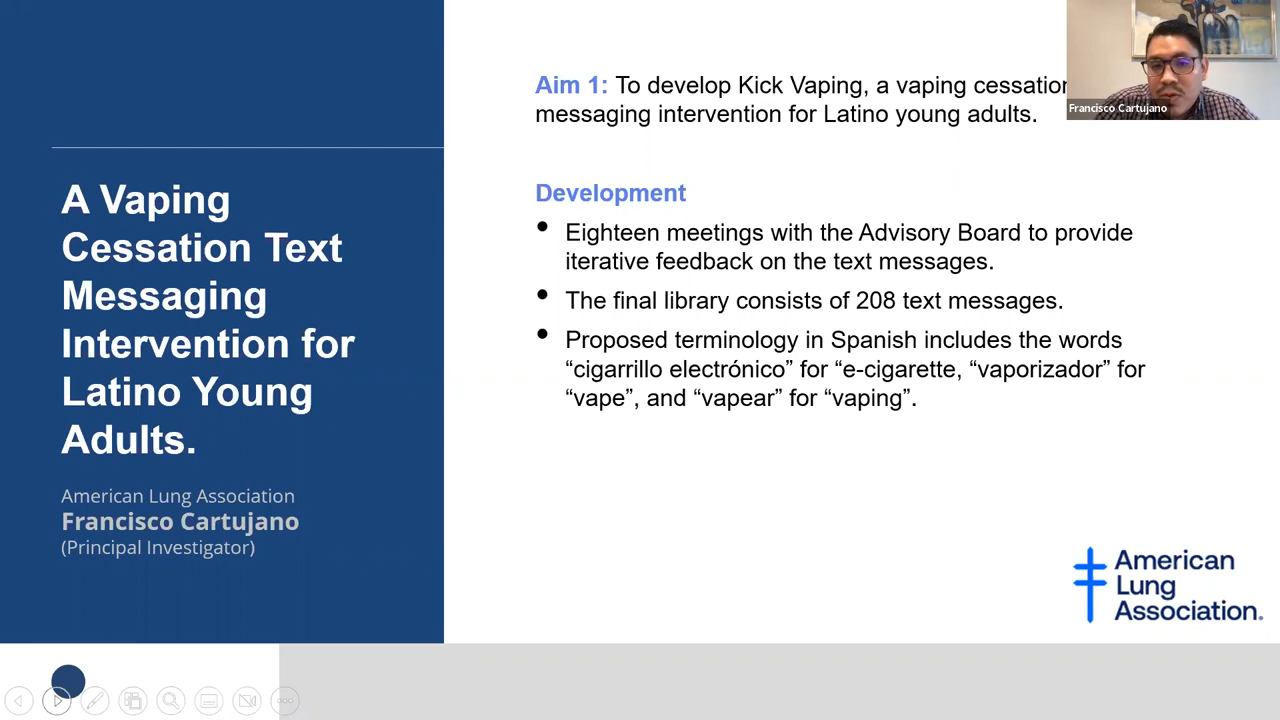 A Vaping
Cessation Text
Messaging
Intervention for
Latino Young
Adults.
American Lung Association
Francisco Cartujano
(Principal Investigator)
Aim 1: To develop Kick Vaping, a vaping cessation
messaging intervention for Latino young adults.
Development
• Eighteen meetings with the Advisory Board to provide
iterative feedback on the text messages.
• The final library consists of 208 text messages.
• Proposed terminology in Spanish includes the words
“cigarrillo electrónico” for “e-cigarette, “vaporizador” for
“vape”, and “vapear” for “vaping”.
Francisco Cartujano
American
Lung
Association.